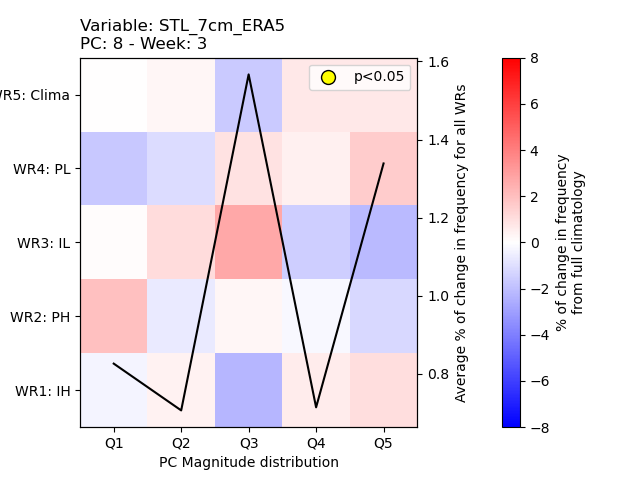 Variable: STL_7cm_ERA5
PC: 8 - Week: 3
p<0.05
WR5: Clima
WR4: PL
WR3: IL
WR2: PH
WR1: IH
Q1 Q2 Q3 Q4 Q5
PC Magnitude distribution
1.6
1.4
1.2
1.0
0.8
Average % of change in frequency for all WRs
8
6
4
2
0
−2
−4
−6
−8
% of change in frequency
from full climatology